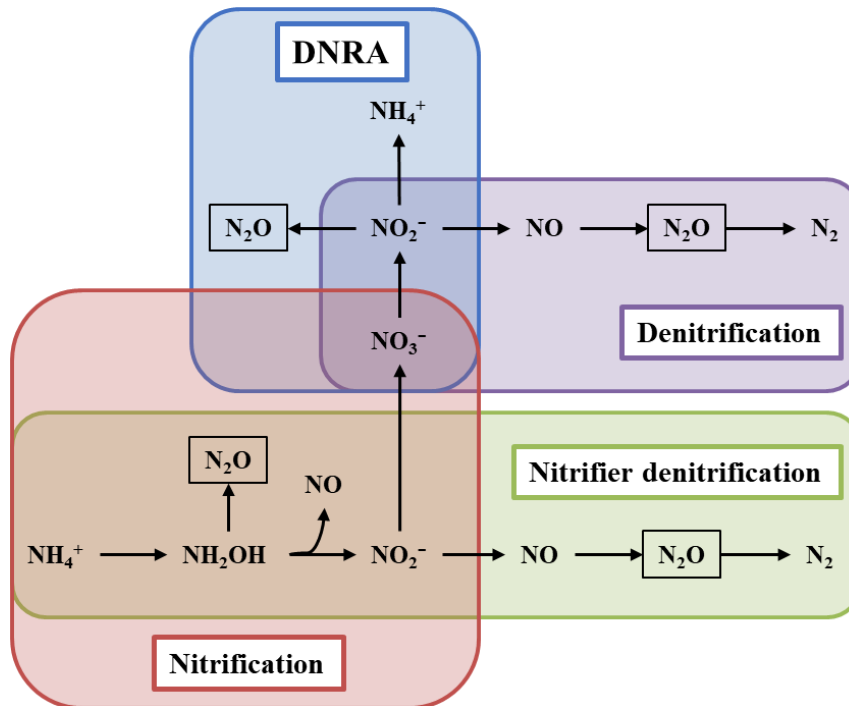 DNRA
NH₄⁺
N₂O NO₂⁻ NO N₂O N₂
NO₃⁻
Denitrification
N₂O
NO
Nitrifier denitrification
NH₄⁺ NH₂OH NO₂⁻ NO N₂O N₂
Nitrification